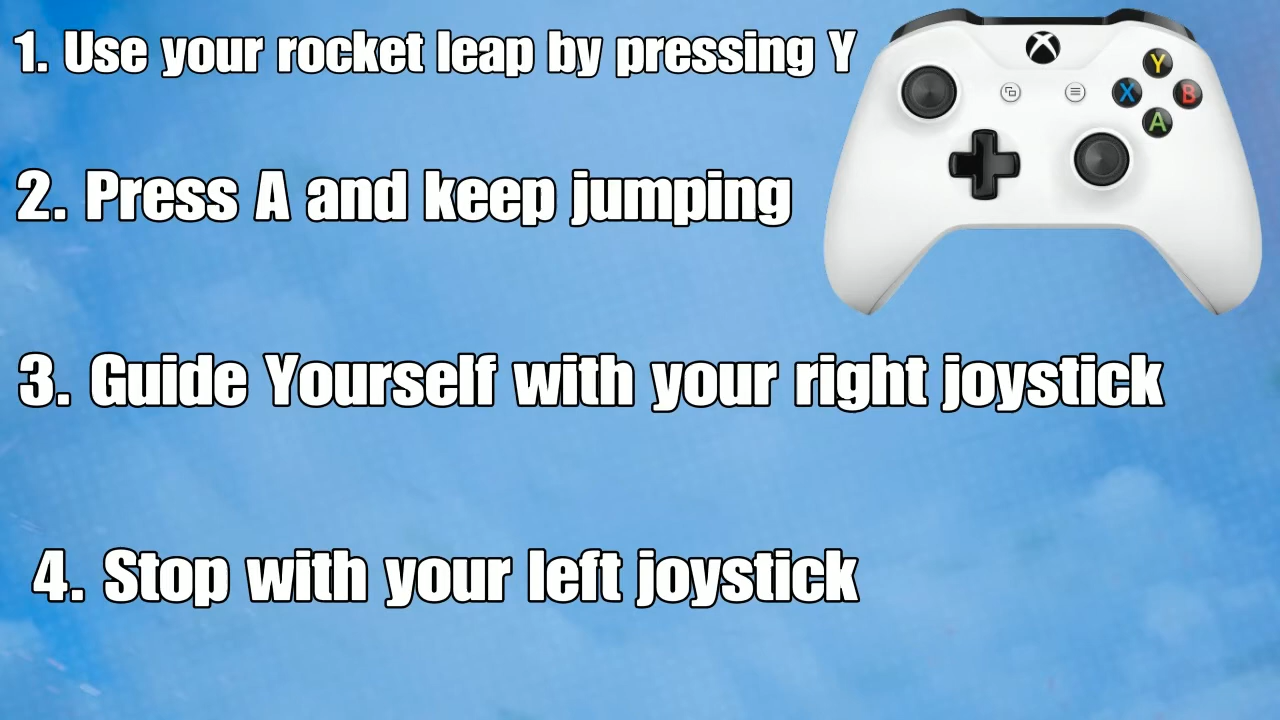 1. Use your rocket leap by pressing Y
2. Press A and keep jumping
3. Guide Yourself with your right joystick
4. Stop with your left joystick
Y
X
B
A